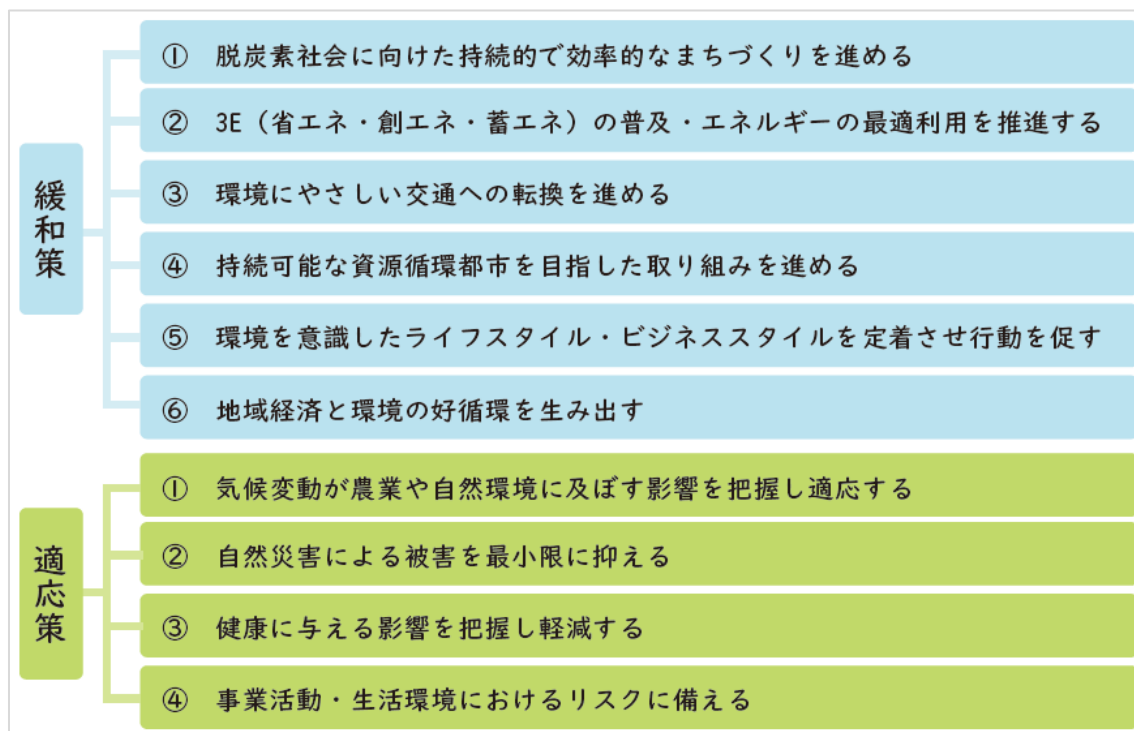 緩和策
① 脱炭素社会に向けた持続的で効率的なまちづくりを進める
② 3E（省エネ・創エネ・蓄エネ）の普及・エネルギーの最適利用を推進する
③ 環境にやさしい交通への転換を進める
④ 持続可能な資源循環都市を目指した取り組みを進める
⑤ 環境を意識したライフスタイル・ビジネススタイルを定着させ行動を促す
⑥ 地域経済と環境の好循環を生み出す
適応策
① 気候変動が農業や自然環境に及ぼす影響を把握し適応する
② 自然災害による被害を最小限に抑える
③ 健康に与える影響を把握し軽減する
④ 事業活動・生活環境におけるリスクに備える